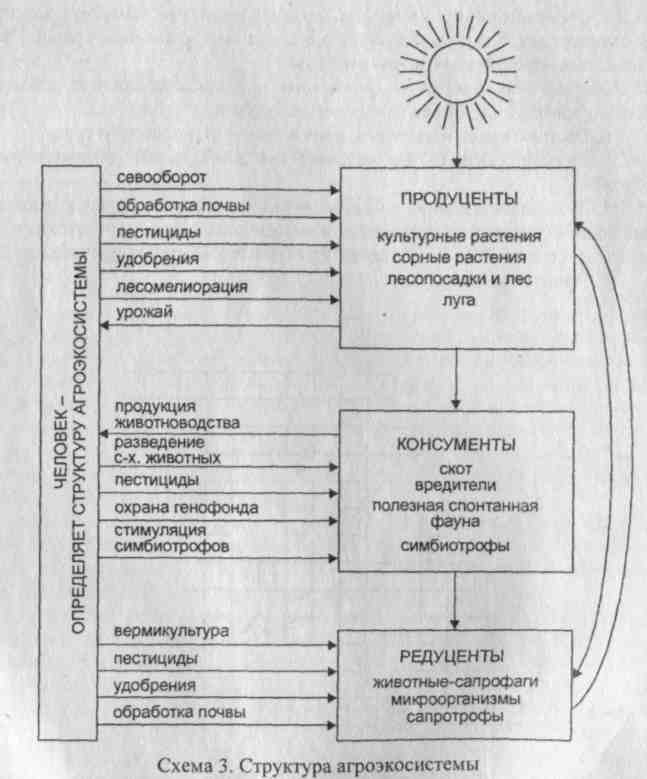 ЧЕЛОВЕК –
ОПРЕДЕЛЯЕТ СТРУКТУРУ АГРОЭКОСИСТЕМЫ
севооборот
обработка почвы
пестициды
удобрения
лесомелиорация
урожай
ПРОДУЦЕНТЫ
культурные растения
сорные растения
лесопосадки и лес
луга
продукция
животноводства
разведение
с-х. животных
пестициды
охрана генофонда
стимуляция
симбиотрофов
КОНСУМЕНТЫ
скот
вредители
полезная спонтанная
фауна
симбиотрофы
вермикультура
пестициды
удобрения
обработка почвы
РЕДУЦЕНТЫ
животные-сапрофаги
микроорганизмы
сапротрофы
Схема 3. Структура агроэкосистемы